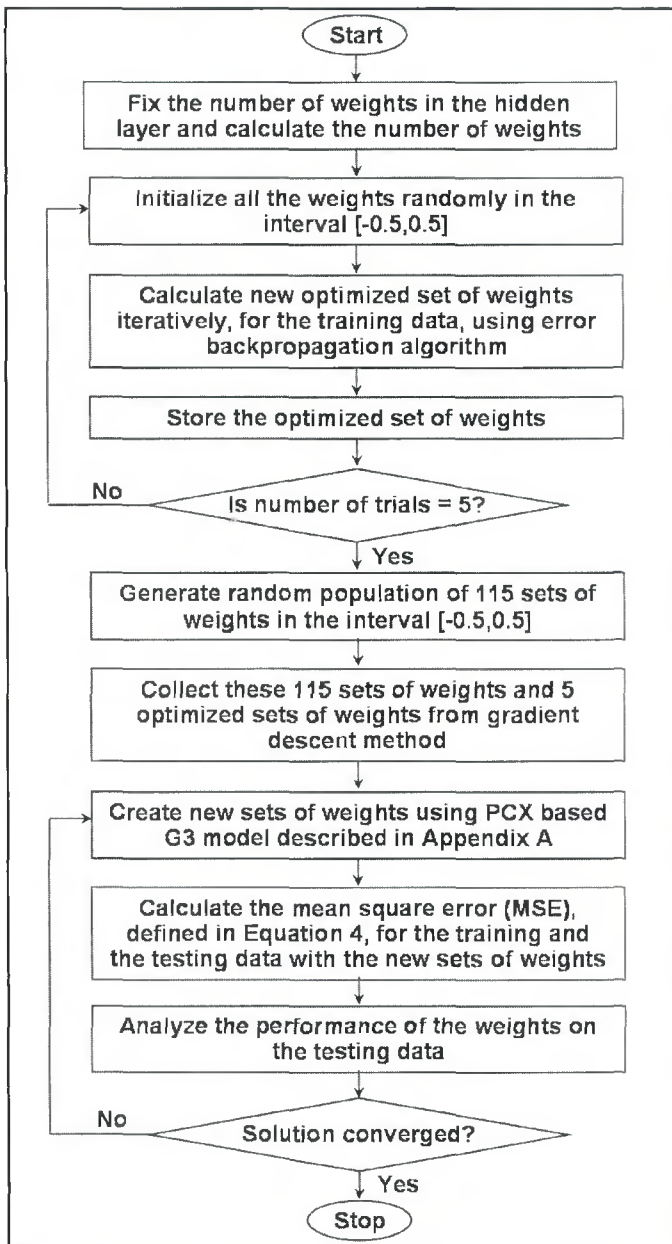 Start
Fix the number of weights in the hidden
layer and calculate the number of weights
Initialize all the weights randomly in the
interval [-0.5,0.5]
Calculate new optimized set of weights
iteratively, for the training data, using error
backpropagation algorithm
Store the optimized set of weights
No
Is number of trials = 5?
Yes
Generate random population of 115 sets of
weights in the interval [-0.5,0.5]
Collect these 115 sets of weights and 5
optimized sets of weights from gradient
descent method
Create new sets of weights using PCX based
G3 model described in Appendix A
Calculate the mean square error (MSE),
defined in Equation 4, for the training and
the testing data with the new sets of weights
Analyze the performance of the weights on
the testing data
No
Solution converged?
Yes
Stop